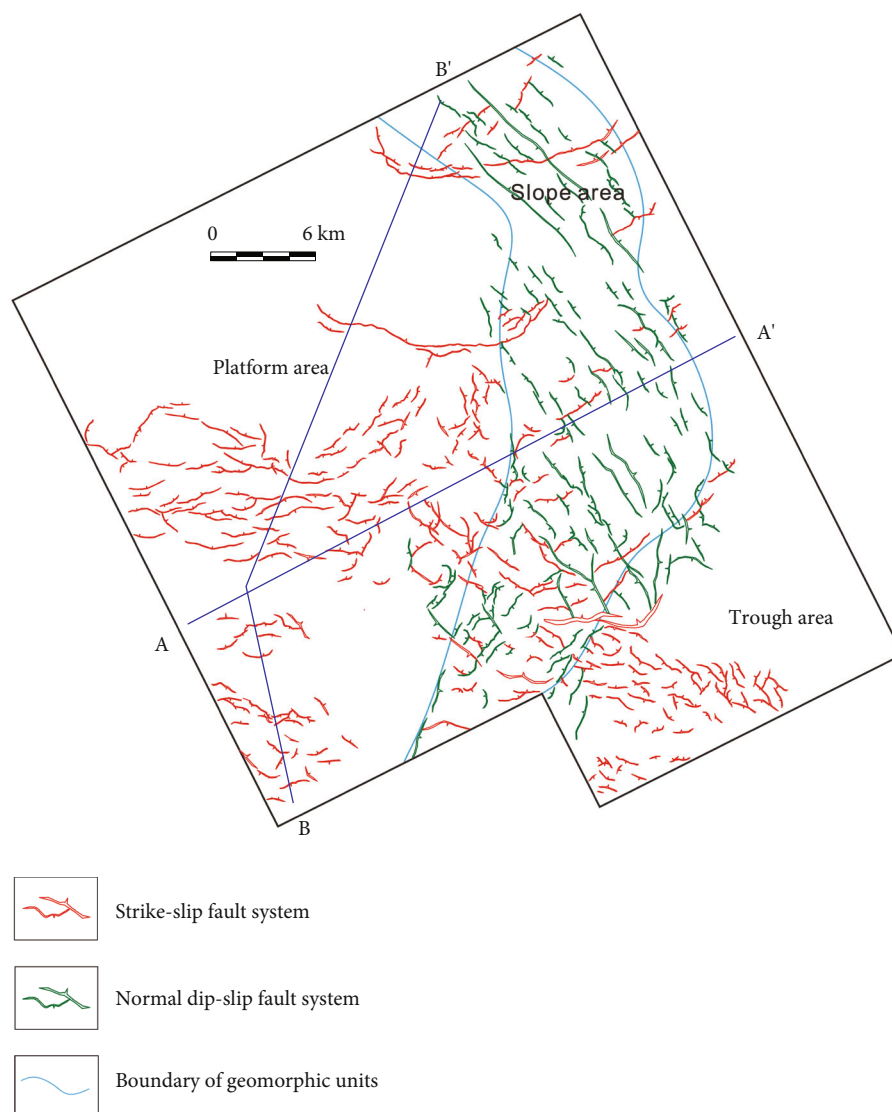 B'
Slope area
0 6 km
A'
Platform area
Trough area
A
B
Strike-slip fault system
Normal dip-slip fault system
Boundary of geomorphic units